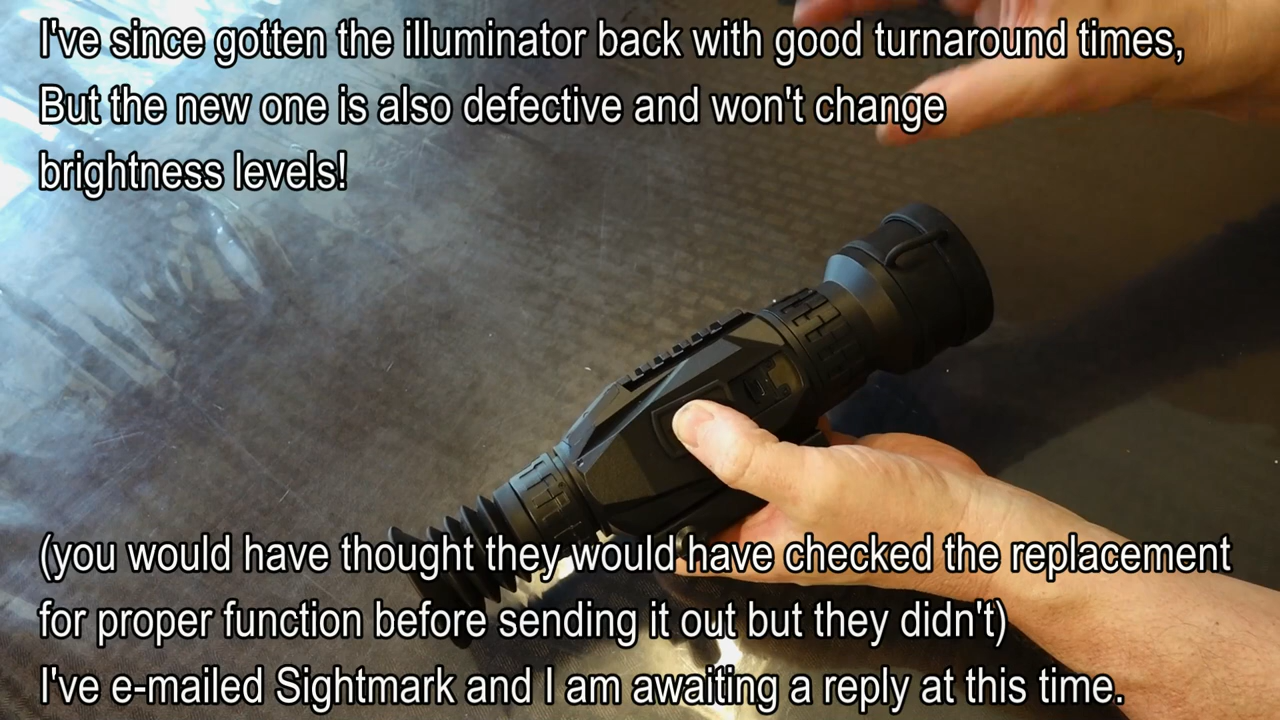 I've since gotten the illuminator back with good turnaround times,
But the new one is also defective and won't change
brightness levels!
(you would have thought they would have checked the replacement
for proper function before sending it out but they didn't)
I've e-mailed Sightmark and I am awaiting a reply at this time.